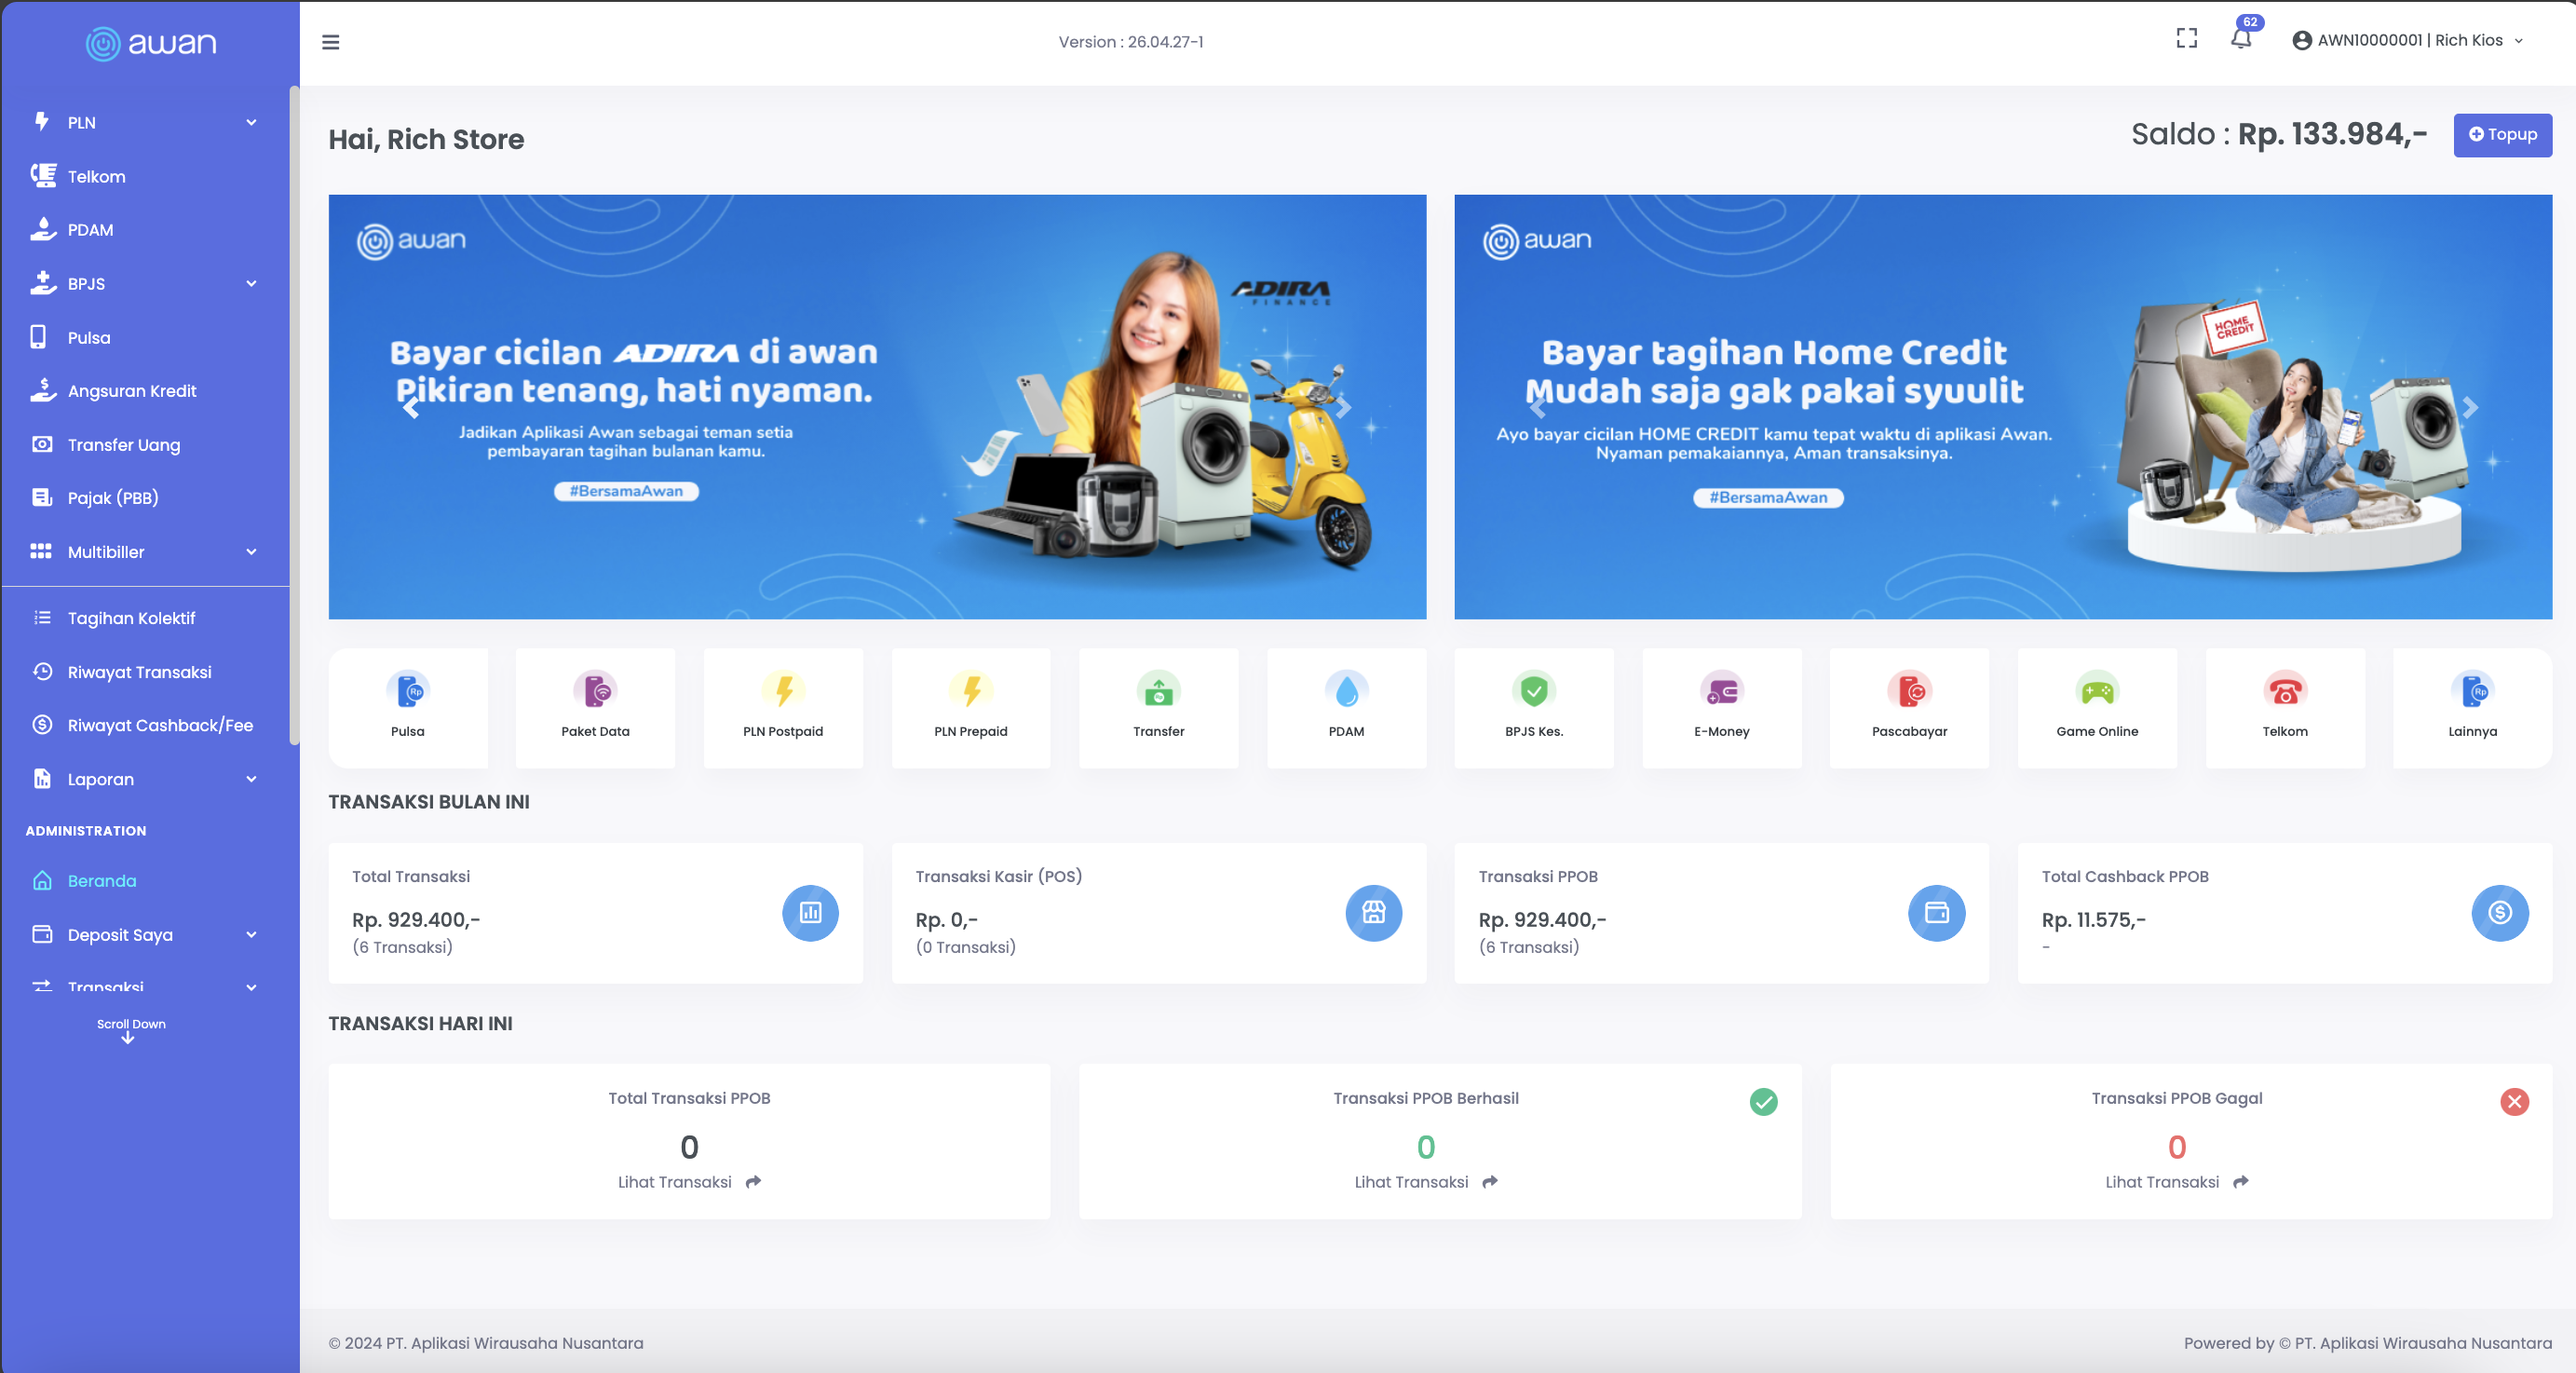 awan
Version : 26.04.27-1
62
AWN10000001 | Rich Kios
PLN
Telkom
PDAM
BPJS
Pulsa
Angsuran Kredit
Transfer Uang
Pajak (PBB)
Multibiller
Tagihan Kolektif
Riwayat Transaksi
Riwayat Cashback/Fee
Laporan
ADMINISTRATION
Beranda
Deposit Saya
Transaksi
Scroll Down
Hai, Rich Store
Saldo : Rp. 133.984,-
Topup
awan
ADIRA
FINANCE
Bayar cicilan ADIRA di awan
Pikiran tenang, hati nyaman.
Jadikan Aplikasi Awan sebagai teman setia
pembayaran tagihan bulanan kamu.
#BersamaAwan
awan
HOME
CREDIT
Bayar tagihan Home Credit
Mudah saja gak pakai syuulit
Ayo bayar cicilan HOME CREDIT kamu tepat waktu di aplikasi Awan.
Nyaman pemakaiannya, Aman transaksinya.
#BersamaAwan
Pulsa
Paket Data
PLN Postpaid
PLN Prepaid
Transfer
PDAM
BPJS Kes.
E-Money
Pascabayar
Game Online
Telkom
Lainnya
TRANSAKSI BULAN INI
Total Transaksi
Rp. 929.400,-
(6 Transaksi)
Transaksi Kasir (POS)
Rp. 0,-
(0 Transaksi)
Transaksi PPOB
Rp. 929.400,-
(6 Transaksi)
Total Cashback PPOB
Rp. 11.575,-
-
TRANSAKSI HARI INI
Total Transaksi PPOB
0
Lihat Transaksi
Transaksi PPOB Berhasil
0
Lihat Transaksi
Transaksi PPOB Gagal
0
Lihat Transaksi
© 2024 PT. Aplikasi Wirausaha Nusantara
Powered by © PT. Aplikasi Wirausaha Nusantara